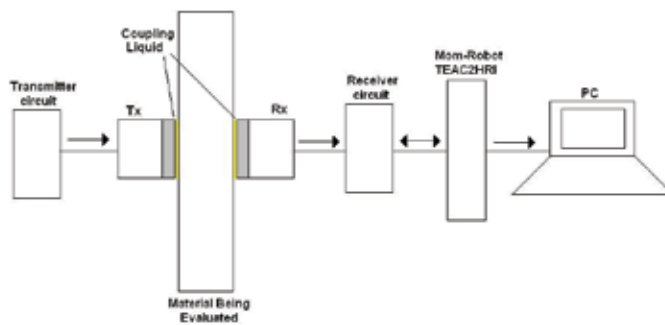 Coupling
Liquid
Transmitter
circuit
Tx
Rx
Receiver
circuit
Mom-Robot
TEAC2HRI
PC
Material Being
Evaluated